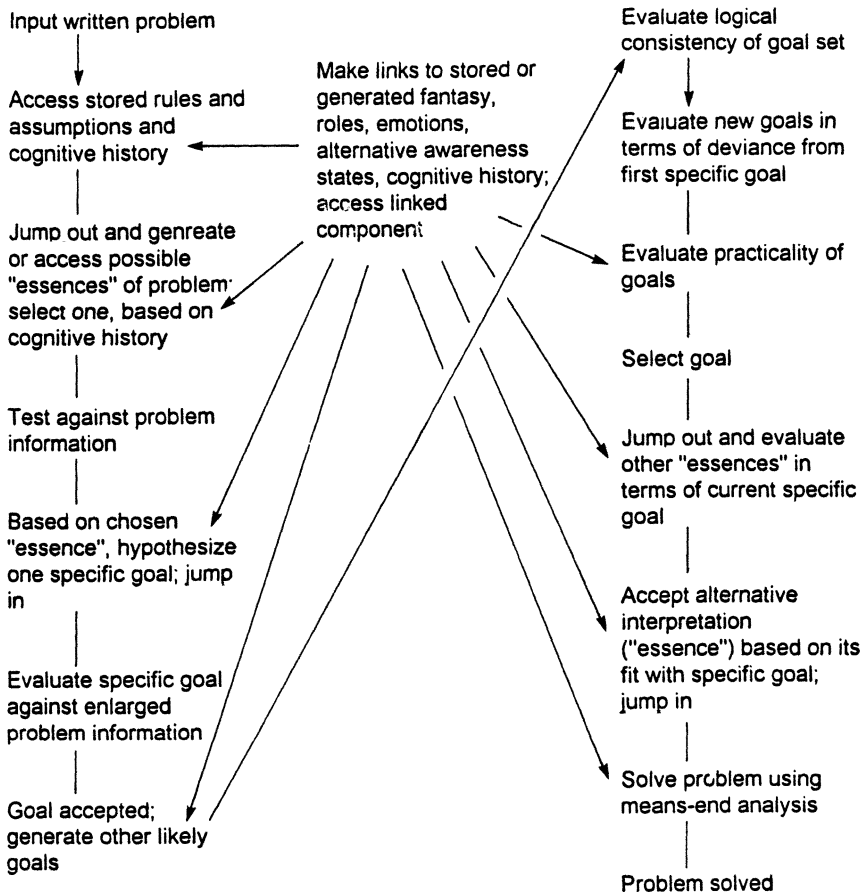 Input written problem
Access stored rules and
assumptions and
cognitive history
Jump out and genreate
or access possible
"essences" of problem;
select one, based on
cognitive history
Test against problem
information
Based on chosen
"essence", hypothesize
one specific goal; jump
in
Evaluate specific goal
against enlarged
problem information
Goal accepted;
generate other likely
goals
Make links to stored or
generated fantasy,
roles, emotions,
alternative awareness
states, cognitive history;
access linked
component
Evaluate logical
consistency of goal set
Evaluate new goals in
terms of deviance from
first specific goal
Evaluate practicality of
goals
Select goal
Jump out and evaluate
other "essences" in
terms of current specific
goal
Accept alternative
interpretation
("essence") based on its
fit with specific goal;
jump in
Solve problem using
means-end analysis
Problem solved